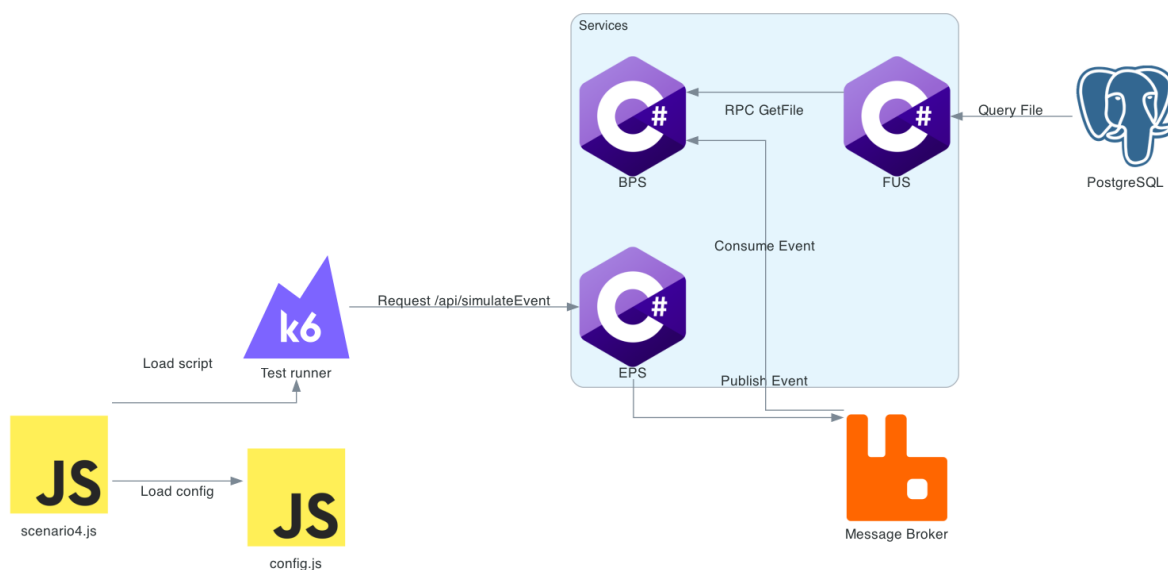 Services
C#
BPS
RPC GetFile
C#
FUS
Query File
PostgreSQL
Consume Event
k6
Test runner
Request /api/simulateEvent
C#
EPS
Publish Event
Load script
JS
scenario4.js
Load config
JS
config.js
Message Broker